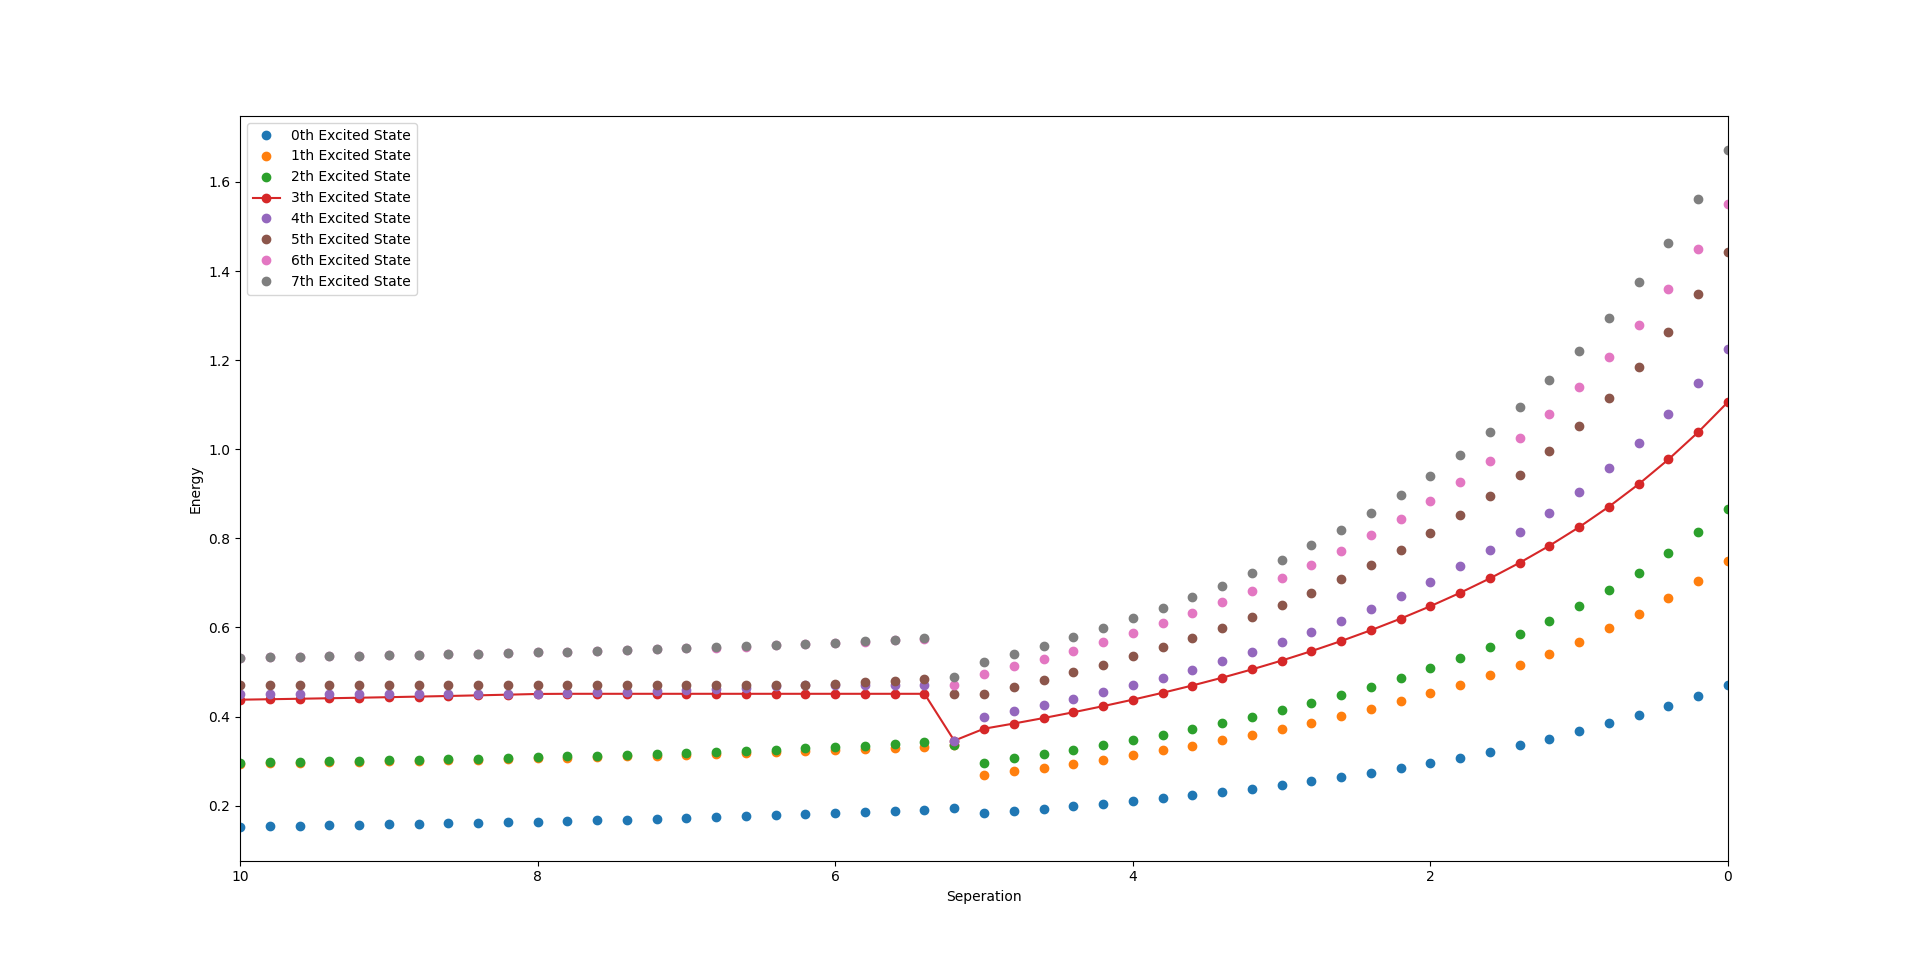 0th Excited State
1th Excited State
2th Excited State
3th Excited State
4th Excited State
5th Excited State
6th Excited State
7th Excited State
1.6
1.4
1.2
1.0
0.8
0.6
0.4
0.2
Energy
10 8 6 4 2 0
Seperation